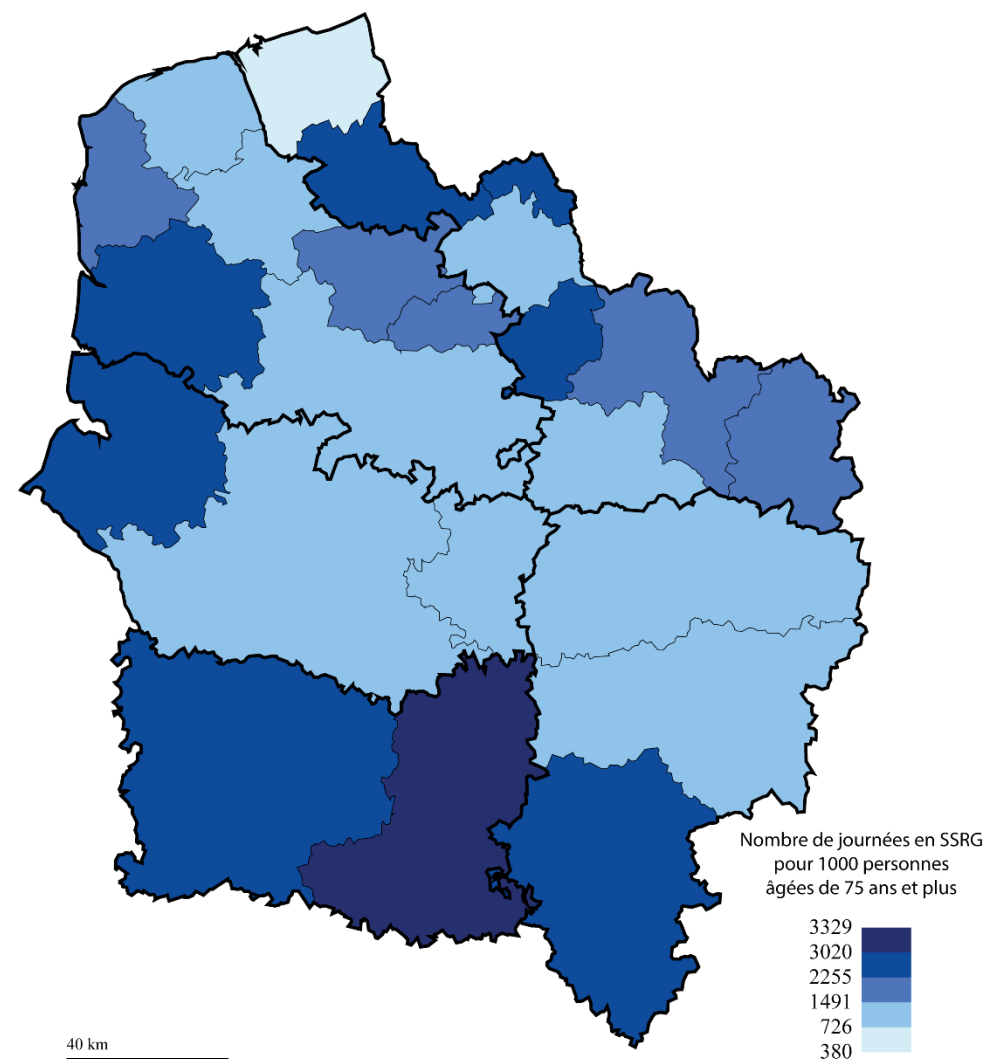 Nombre de journées en SSRG
pour 1000 personnes
âgées de 75 ans et plus
3329
3020
2255
1491
726
380
40 km